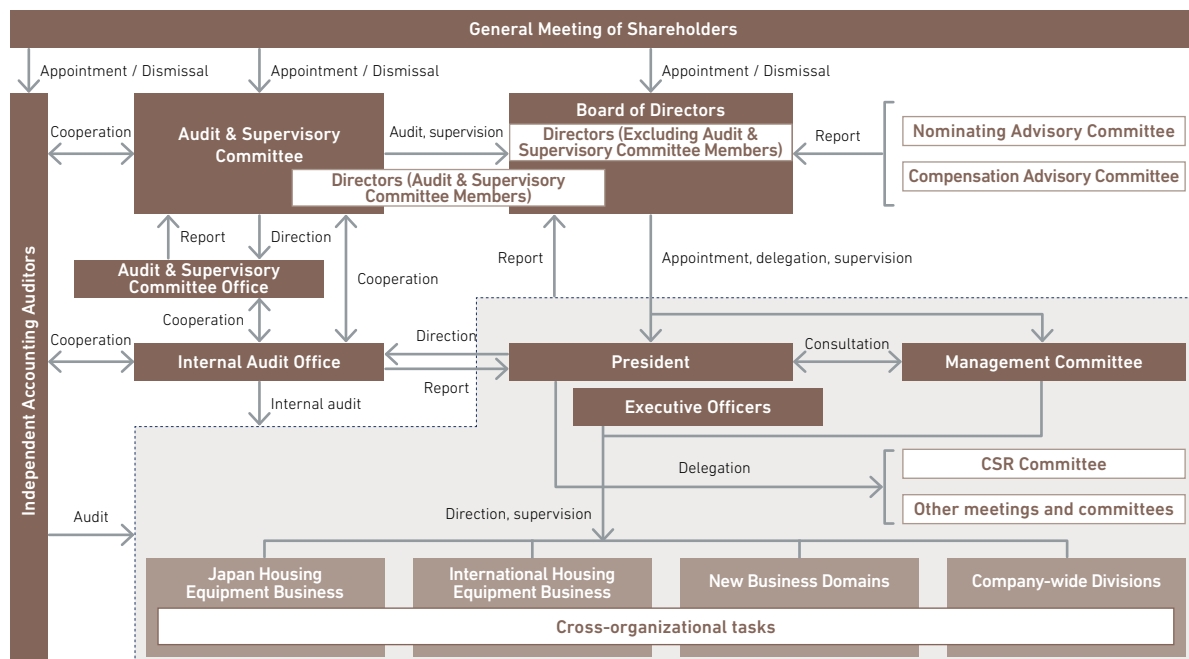 General Meeting of Shareholders
Appointment / Dismissal
Appointment / Dismissal
Appointment / Dismissal
Independent Accounting Auditors
Cooperation
Audit & Supervisory
Committee
Audit, supervision
Board of Directors
Directors (Excluding Audit &
Supervisory Committee Members)
Report
Nominating Advisory Committee
Compensation Advisory Committee
Directors (Audit & Supervisory
Committee Members)
Report
Direction
Cooperation
Report
Appointment, delegation, supervision
Audit & Supervisory
Committee Office
Cooperation
Cooperation
Internal Audit Office
Direction
Report
President
Consultation
Management Committee
Internal audit
Executive Officers
Delegation
CSR Committee
Other meetings and committees
Audit
Direction, supervision
Japan Housing
Equipment Business
International Housing
Equipment Business
New Business Domains
Company-wide Divisions
Cross-organizational tasks